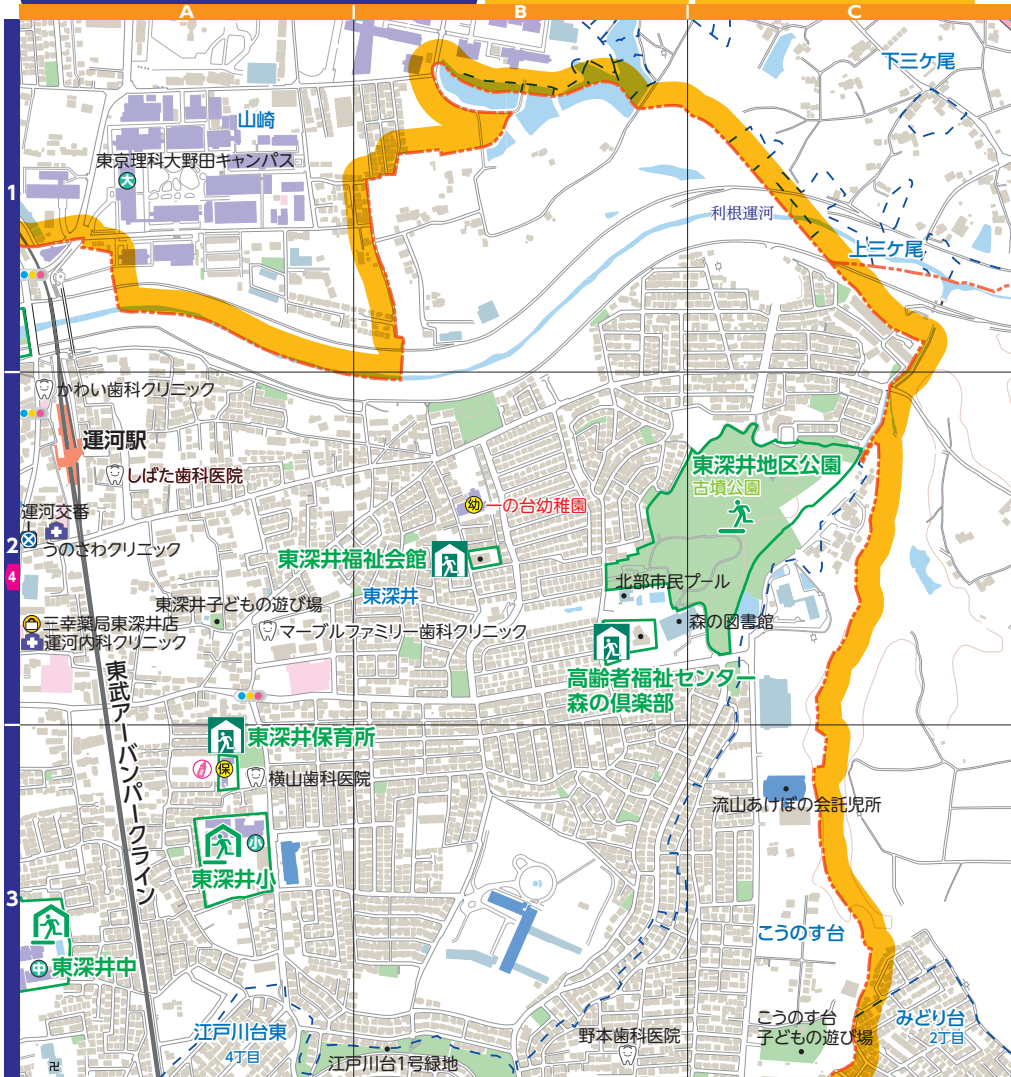 A
B
C
1
山崎
東京理科大野田キャンパス
大
下三ケ尾
利根運河
上三ケ尾
かわい歯科クリニック
運河駅
しばた歯科医院
運河交番
うのさわクリニック
2
4
幼
一の台幼稚園
東深井福祉会館
東深井
東深井地区公園
古墳公園
北部市民プール
森の図書館
東深井子どもの遊び場
マーブルファミリー歯科クリニック
三幸薬局東深井店
運河内科クリニック
高齢者福祉センター
森の倶楽部
東武アーバンパークライン
東深井保育所
保
横山歯科医院
流山あけぼの会託児所
小
東深井小
3
東深井中
中
こうのす台
江戸川台東
4丁目
江戸川台1号緑地
野本歯科医院
こうのす台
子どもの遊び場
みどり台
2丁目
卍